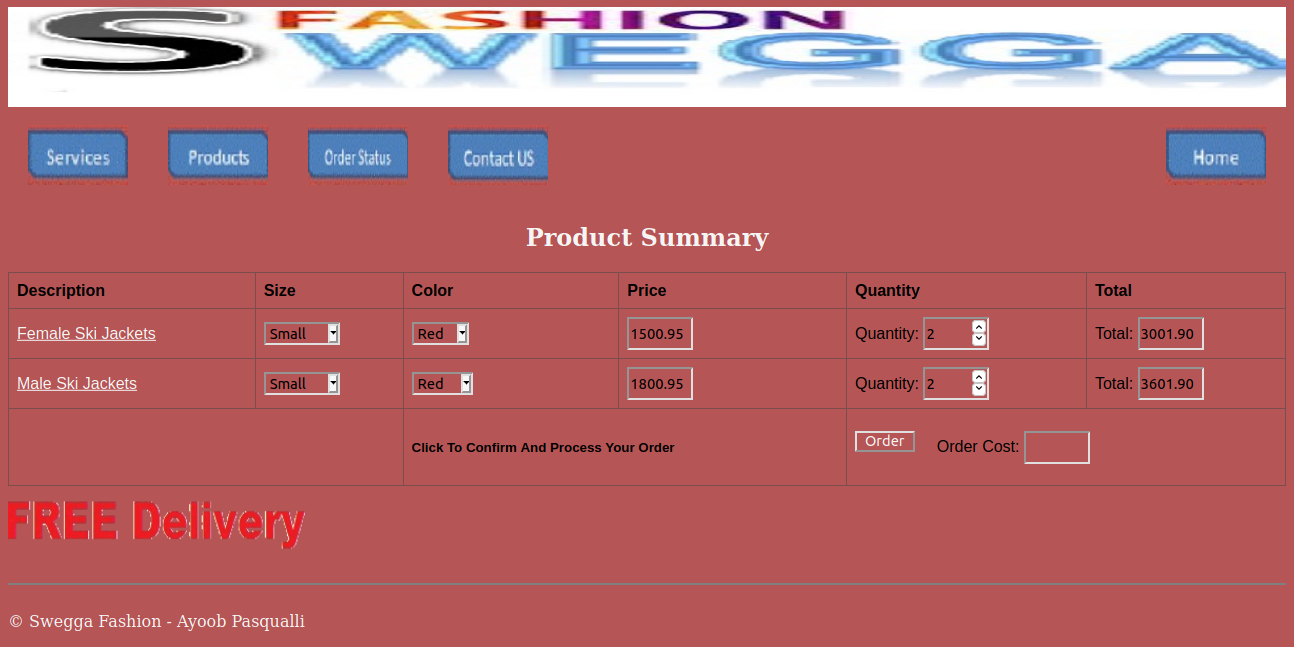 S FASHION
WEGGA
Services Products Order Status Contact US Home
Product Summary
Description Size Color Price Quantity Total
Female Ski Jackets Small Red 1500.95 Quantity: 2 Total: 3001.90
Male Ski Jackets Small Red 1800.95 Quantity: 2 Total: 3601.90
Click To Confirm And Process Your Order Order Order Cost:
FREE Delivery
© Swegga Fashion - Ayoob Pasqualli